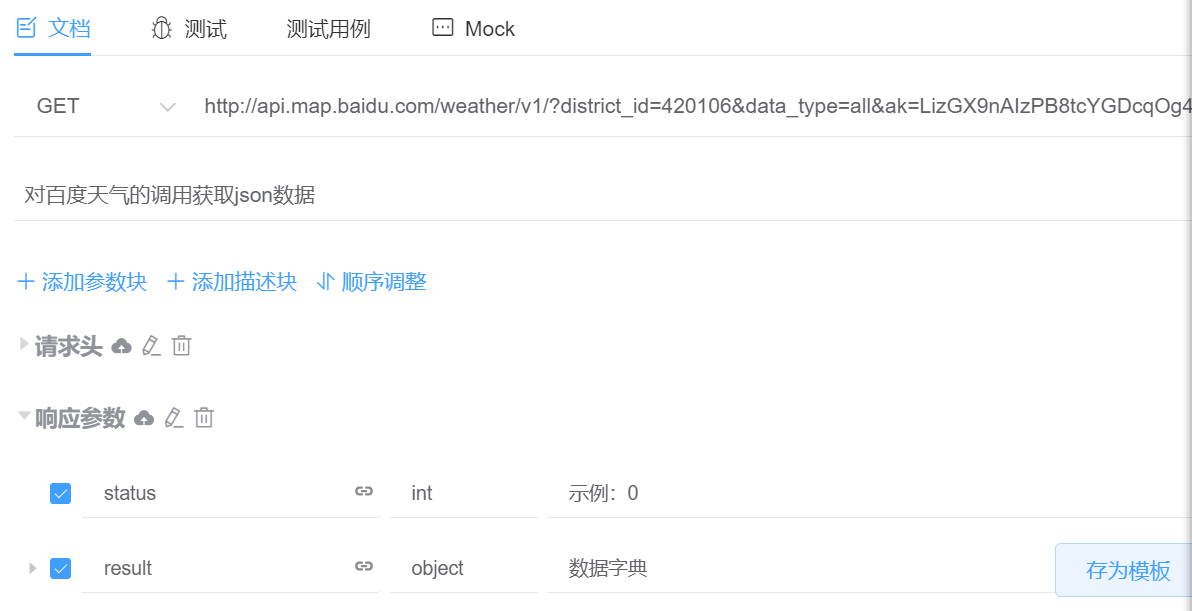 文档 测试 测试用例 Mock
GET http://api.map.baidu.com/weather/v1/?district_id=420106&data_type=all&ak=LizGX9nAIzPB8tcYGDcqOg4
对百度天气的调用获取json数据
添加参数块 添加描述块 顺序调整
请求头
响应参数
status int 示例：0
result object 数据字典
存为模板